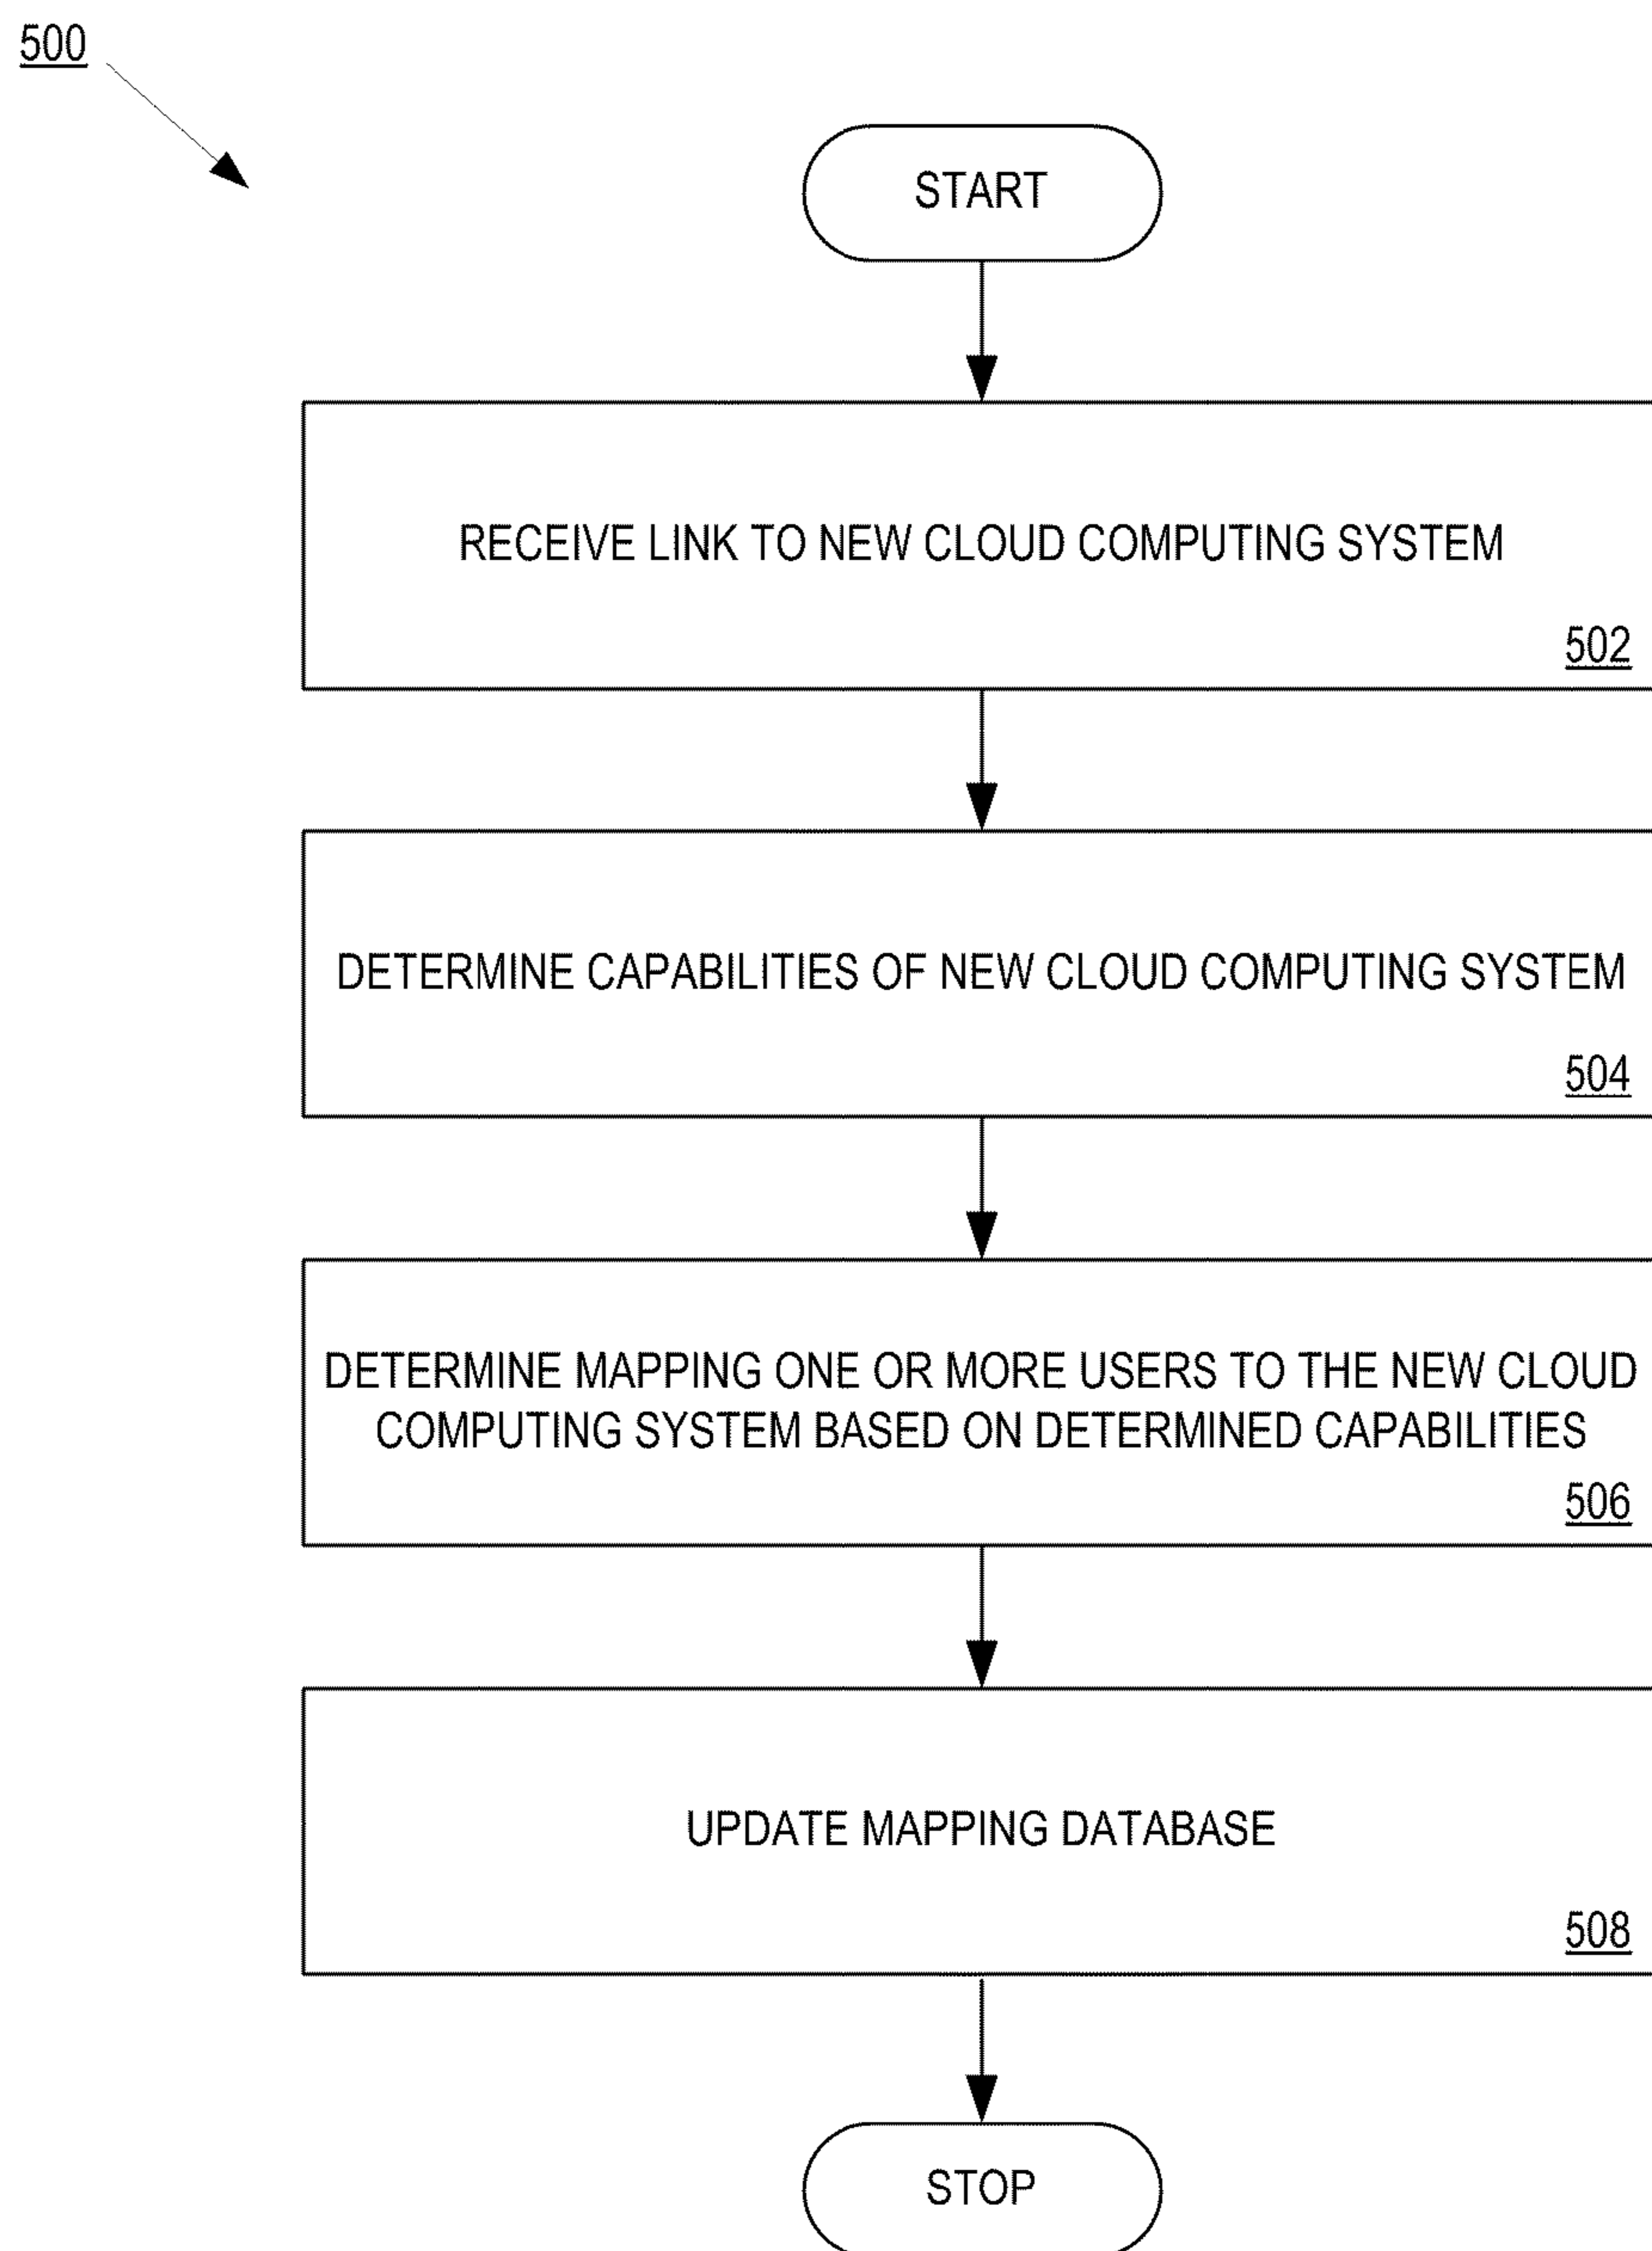 500
START
RECEIVE LINK TO NEW CLOUD COMPUTING SYSTEM
502
DETERMINE CAPABILITIES OF NEW CLOUD COMPUTING SYSTEM
504
DETERMINE MAPPING ONE OR MORE USERS TO THE NEW CLOUD
COMPUTING SYSTEM BASED ON DETERMINED CAPABILITIES
506
UPDATE MAPPING DATABASE
508
STOP